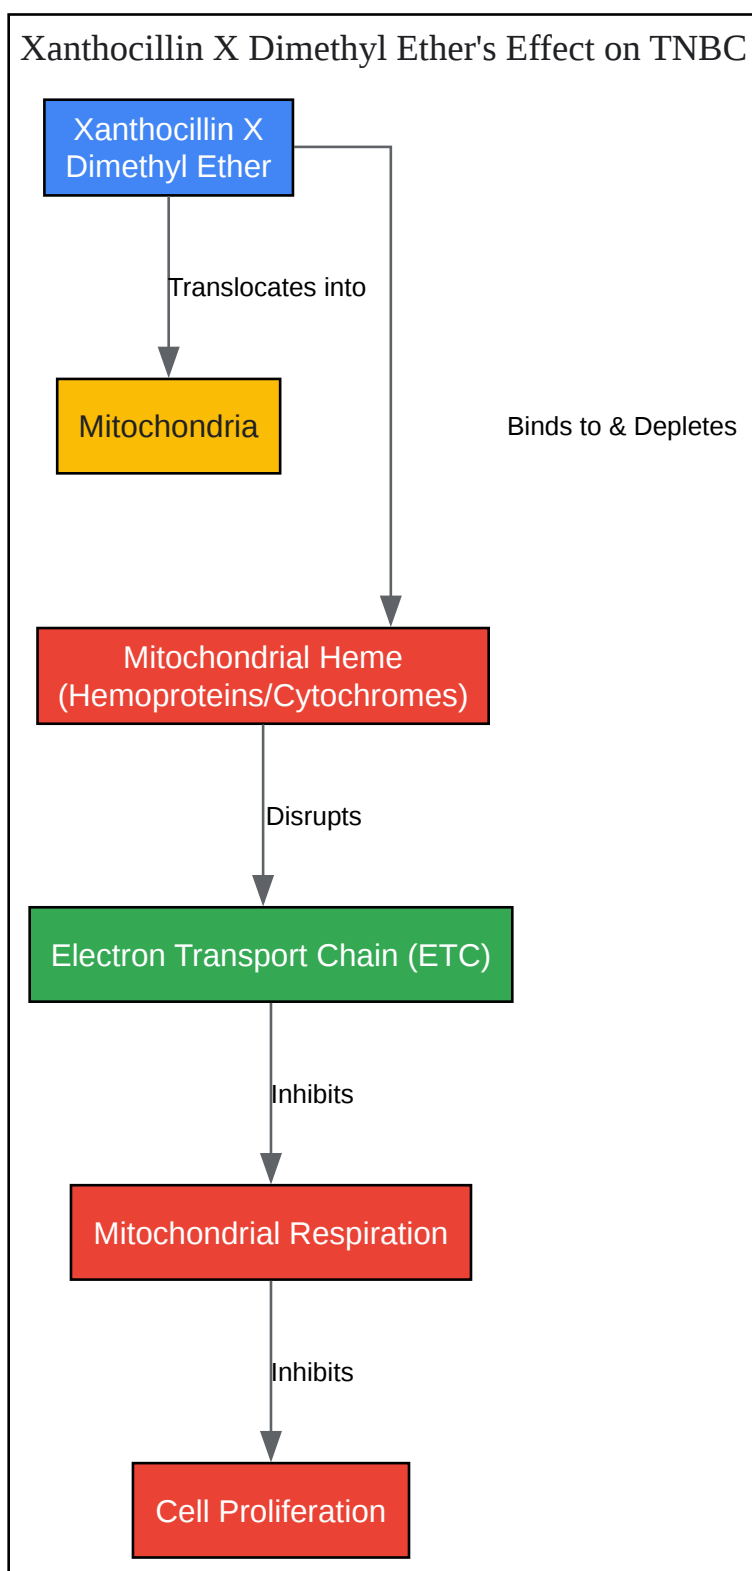 Xanthocillin X Dimethyl Ether's Effect on TNBC
Xanthocillin X
Dimethyl Ether
Translocates into
Mitochondria
Binds to & Depletes
Mitochondrial Heme
(Hemoproteins/Cytochromes)
Disrupts
Electron Transport Chain (ETC)
Inhibits
Mitochondrial Respiration
Inhibits
Cell Proliferation